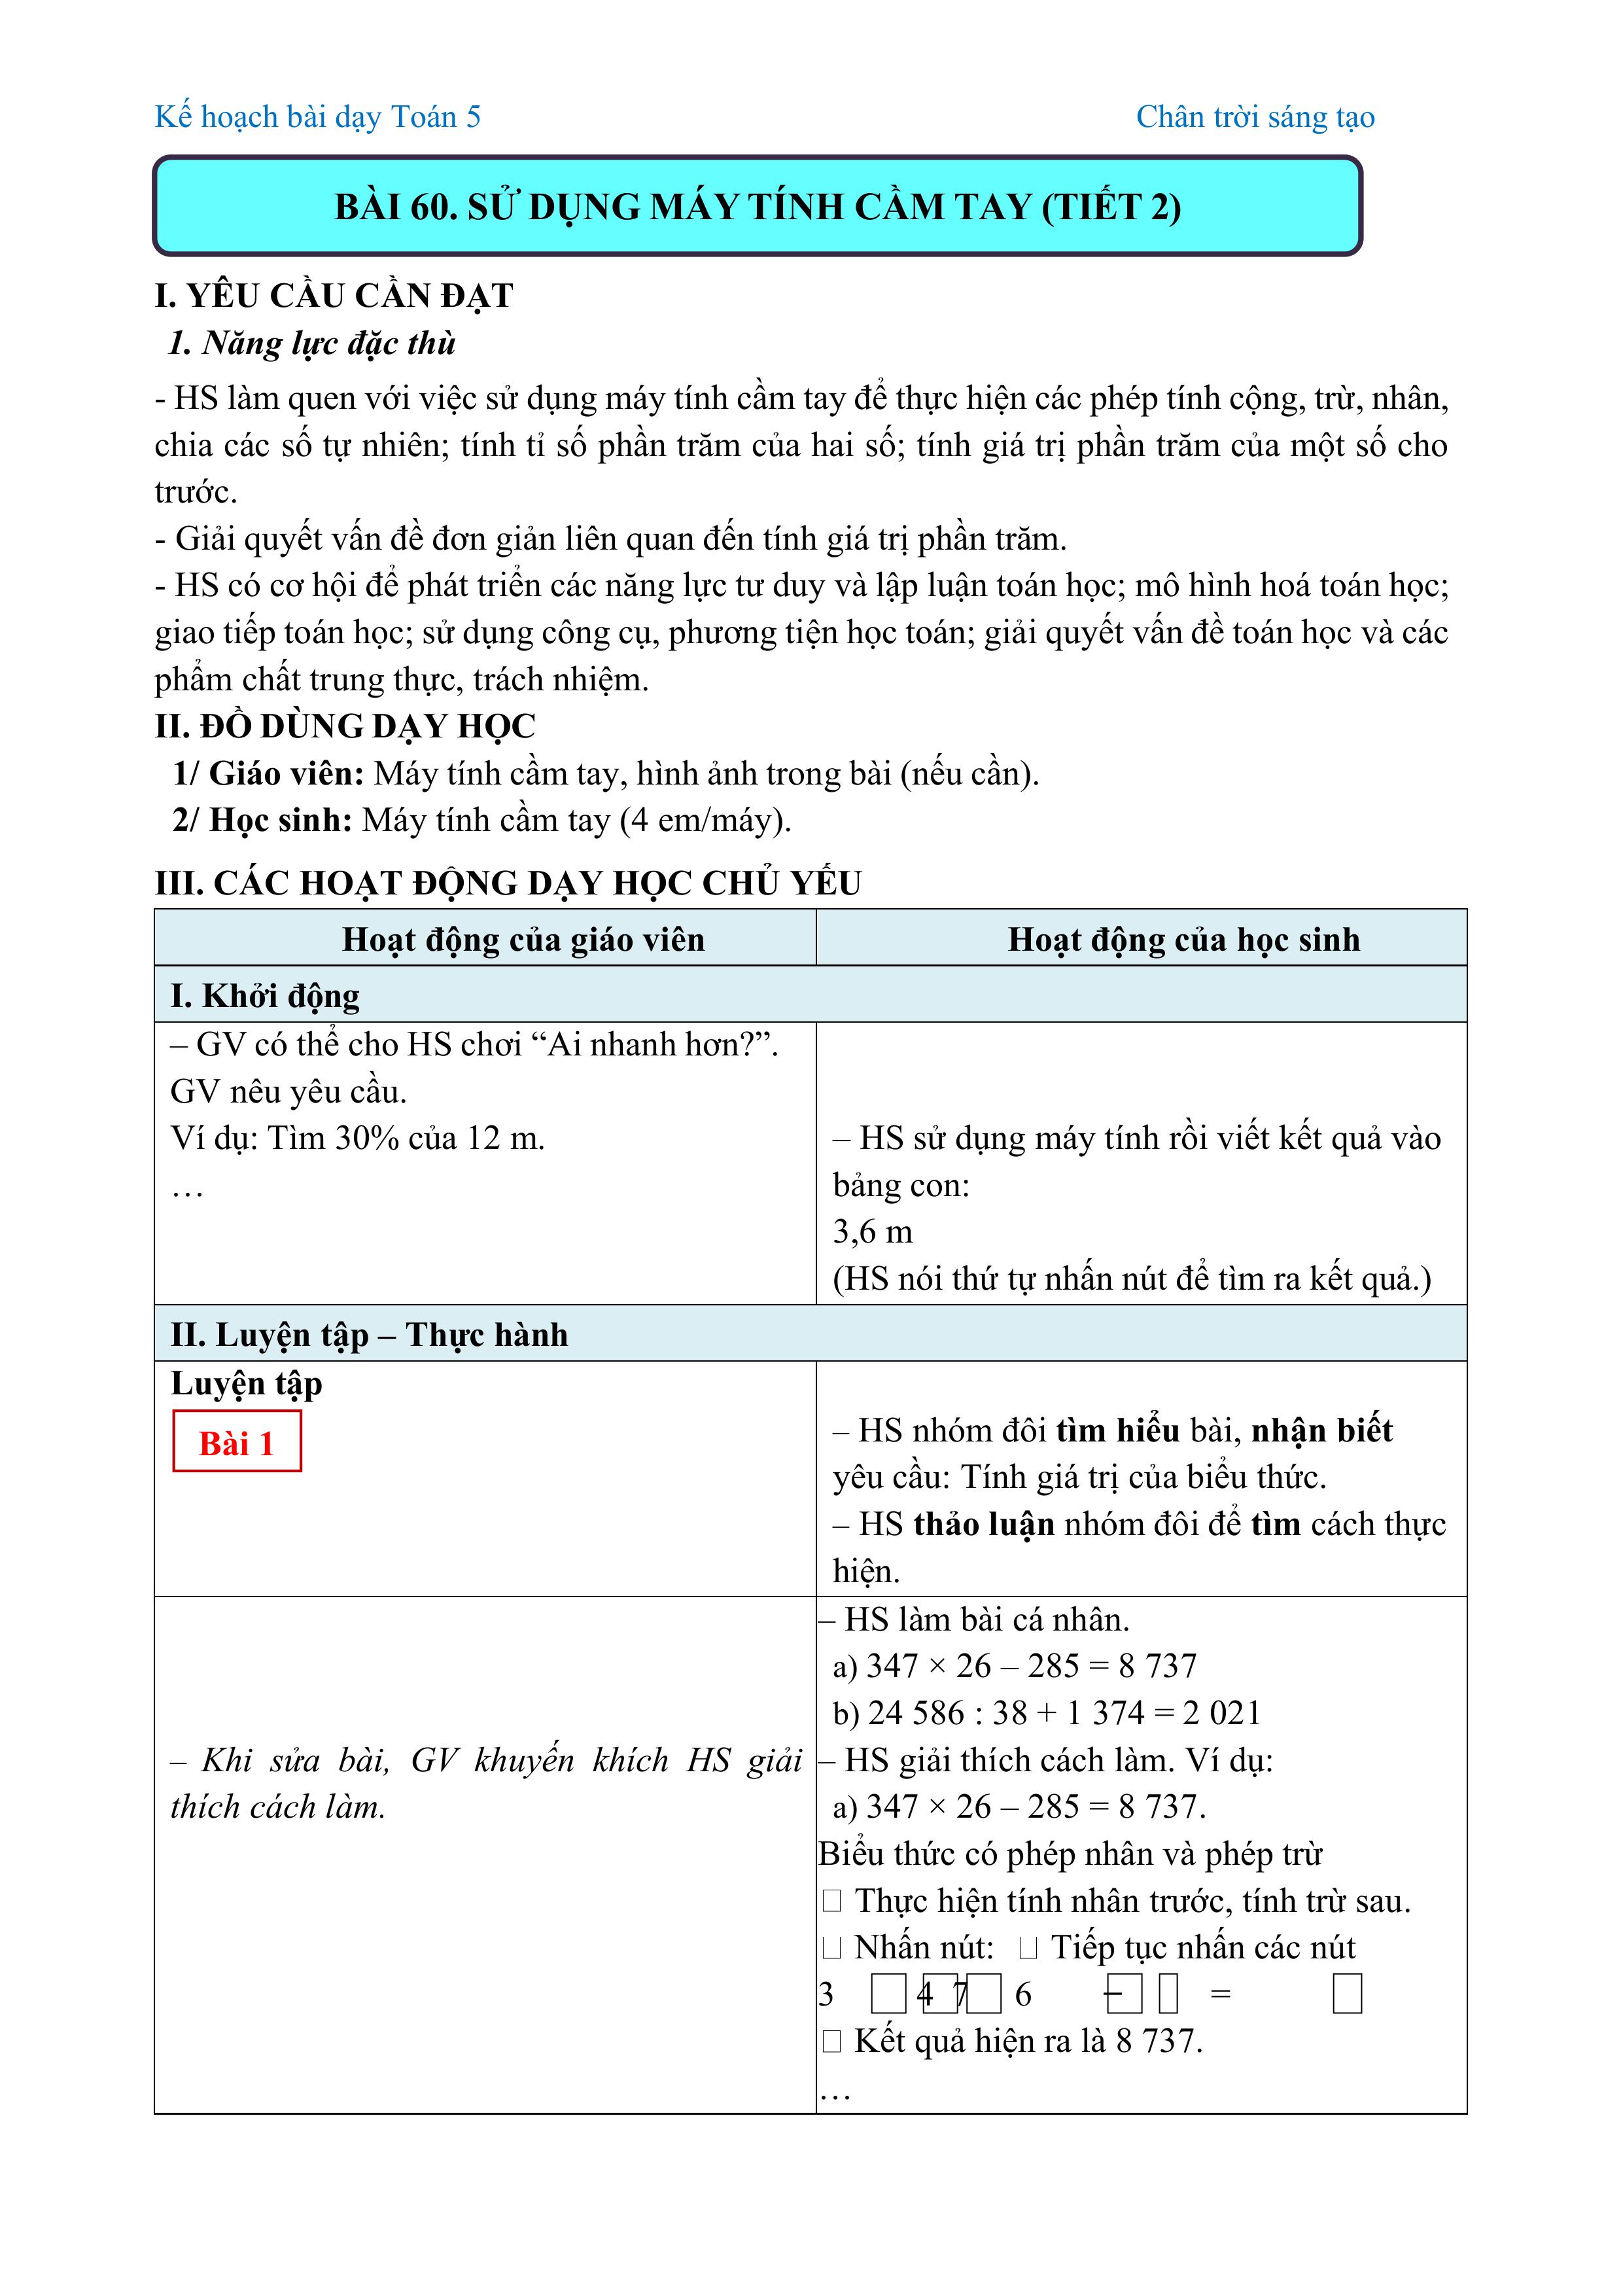 Kế hoạch bài dạy Toán 5 Chân trời sáng tạo
BÀI 60. SỬ DỤNG MÁY TÍNH CẦM TAY (TIẾT 2)
I. YÊU CẦU CẦN ĐẠT
1. Năng lực đặc thù
- HS làm quen với việc sử dụng máy tính cầm tay để thực hiện các phép tính cộng, trừ, nhân,
chia các số tự nhiên; tính tỉ số phần trăm của hai số; tính giá trị phần trăm của một số cho
trước.
- Giải quyết vấn đề đơn giản liên quan đến tính giá trị phần trăm.
- HS có cơ hội để phát triển các năng lực tư duy và lập luận toán học; mô hình hoá toán học;
giao tiếp toán học; sử dụng công cụ, phương tiện học toán; giải quyết vấn đề toán học và các
phẩm chất trung thực, trách nhiệm.
II. ĐỒ DÙNG DẠY HỌC
1/ Giáo viên: Máy tính cầm tay, hình ảnh trong bài (nếu cần).
2/ Học sinh: Máy tính cầm tay (4 em/máy).
III. CÁC HOẠT ĐỘNG DẠY HỌC CHỦ YẾU
Hoạt động của giáo viên
Hoạt động của học sinh
I. Khởi động
– GV có thể cho HS chơi “Ai nhanh hơn?”.
GV nêu yêu cầu.
Ví dụ: Tìm 30% của 12 m.
…
– HS sử dụng máy tính rồi viết kết quả vào
bảng con:
3,6 m
(HS nói thứ tự nhấn nút để tìm ra kết quả.)
II. Luyện tập – Thực hành
Luyện tập
Bài 1
– HS nhóm đôi tìm hiểu bài, nhận biết
yêu cầu: Tính giá trị của biểu thức.
– HS thảo luận nhóm đôi để tìm cách thực
hiện.
– Khi sửa bài, GV khuyến khích HS giải
thích cách làm.
– HS làm bài cá nhân.
a) 347 × 26 – 285 = 8 737
b) 24 586 : 38 + 1 374 = 2 021
– HS giải thích cách làm. Ví dụ:
a) 347 × 26 – 285 = 8 737.
Biểu thức có phép nhân và phép trừ
Thực hiện tính nhân trước, tính trừ sau.
Nhấn nút: Tiếp tục nhấn các nút
3 4 7 6 − =
Kết quả hiện ra là 8 737.
…